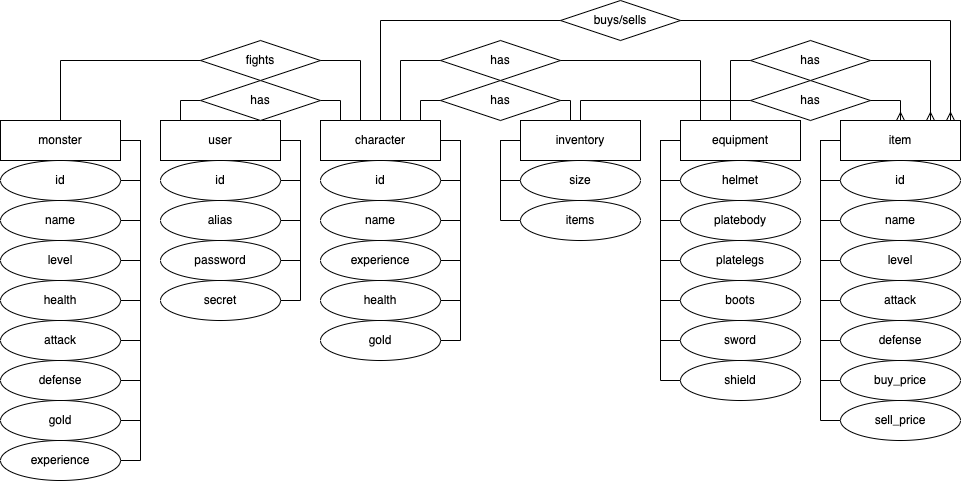 buys/sells
fights
has
has
has
has
has
monster
user
character
inventory
equipment
item
id
name
level
health
attack
defense
gold
experience
id
alias
password
secret
id
name
experience
health
gold
size
items
helmet
platebody
platelegs
boots
sword
shield
id
name
level
attack
defense
buy_price
sell_price